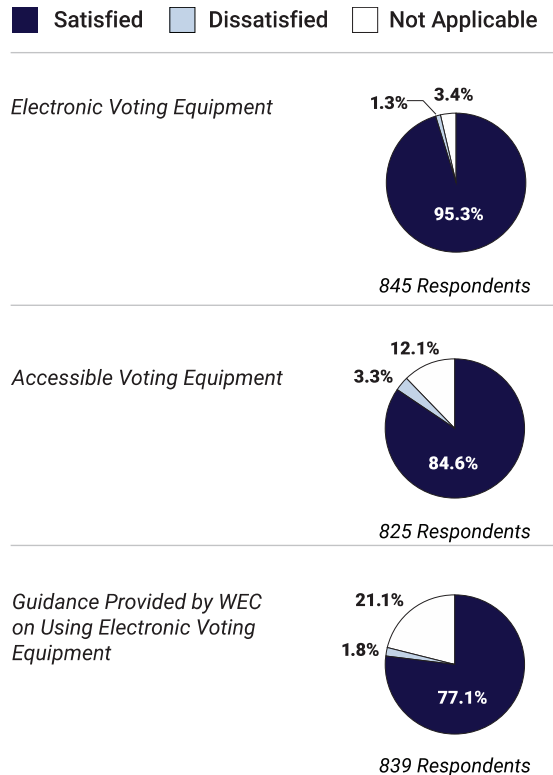 Satisfied Dissatisfied Not Applicable
Electronic Voting Equipment
1.3% 3.4%
95.3%
845 Respondents
Accessible Voting Equipment
12.1%
3.3%
84.6%
825 Respondents
Guidance Provided by WEC
on Using Electronic Voting
Equipment
21.1%
1.8%
77.1%
839 Respondents